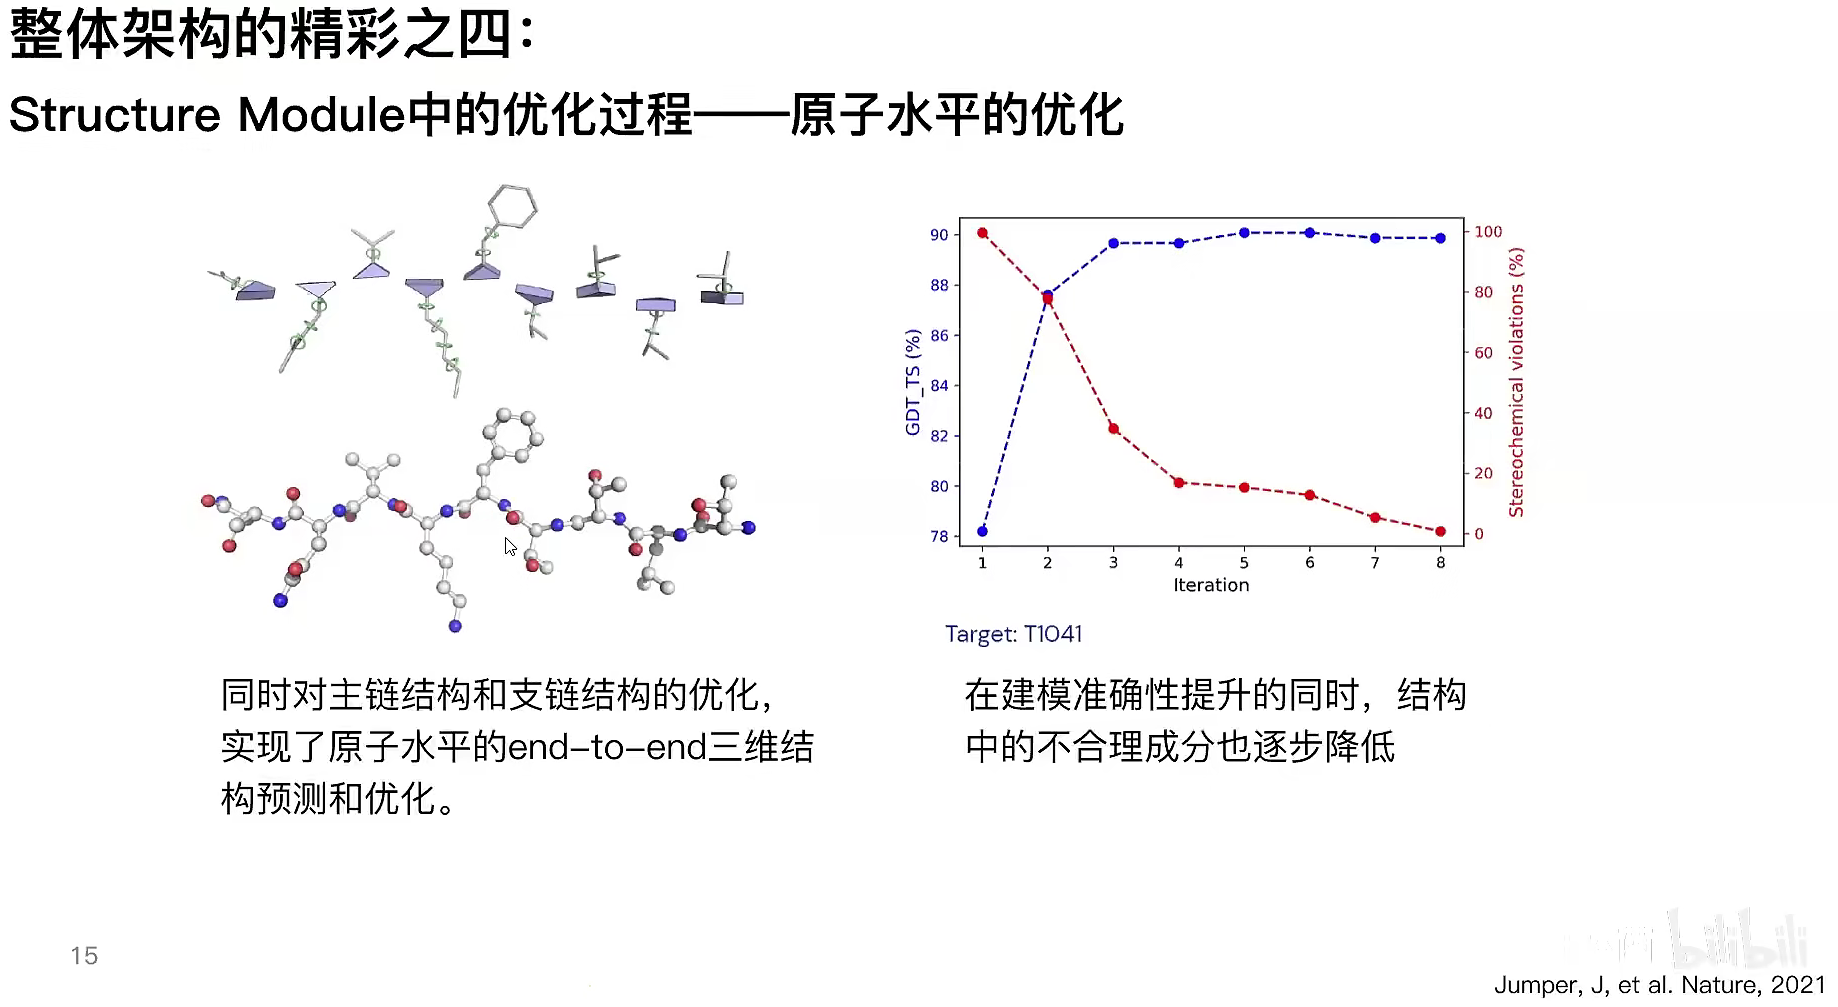 整体架构的精彩之四：
Structure Module中的优化过程——原子水平的优化
90
88
86
84
82
80
78
GDT_TS (%)
100
80
60
40
20
0
Stereochemical violations (%)
1 2 3 4 5 6 7 8
Iteration
Target: T1041
同时对主链结构和支链结构的优化，
实现了原子水平的end-to-end三维结
构预测和优化。
在建模准确性提升的同时，结构
中的不合理成分也逐步降低
15
bilibili
Jumper, J, et al. Nature, 2021